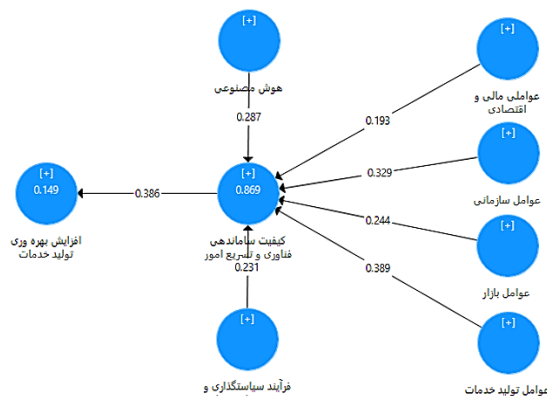 [+]
هوش مصنوعی
0.287
[+]
عواملی مالی و
اقتصادی
0.193
[+]
عوامل سازمانی
0.329
[+]
0.149
افزایش بهره وری
تولید خدمات
0.386
[+]
0.869
کیفیت ساماندهی
فناوری و تسریع امور
0.231
[+]
عوامل بازار
0.244
[+]
عوامل تولید خدمات
0.389
[+]
فرآیند سیاستگذاری و